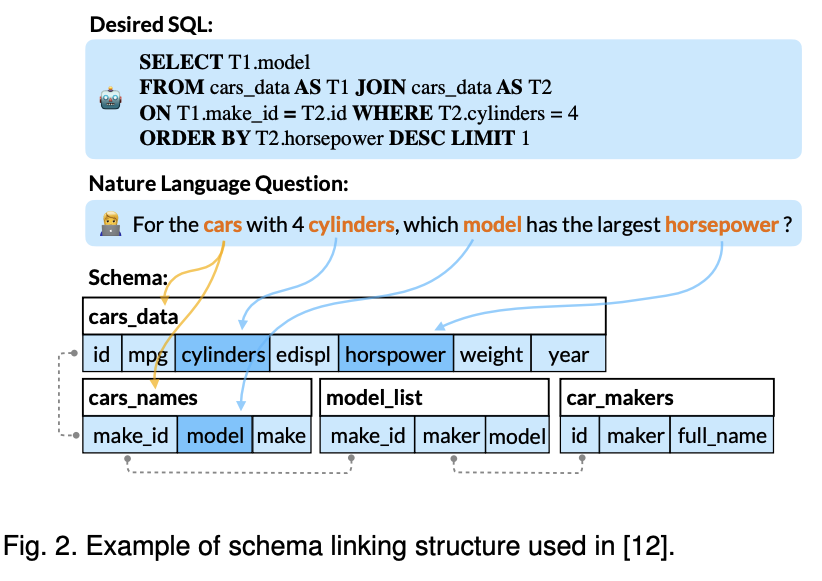 Desired SQL:
SELECT T1.model
FROM cars_data AS T1 JOIN cars_data AS T2
ON T1.make_id = T2.id WHERE T2.cylinders = 4
ORDER BY T2.horsepower DESC LIMIT 1
Nature Language Question:
For the cars with 4 cylinders, which model has the largest horsepower ?
Schema:
cars_data
id mpg cylinders edispl horspower weight year
cars_names model_list car_makers
make_id model make make_id maker model id maker full_name
Fig. 2. Example of schema linking structure used in [12].